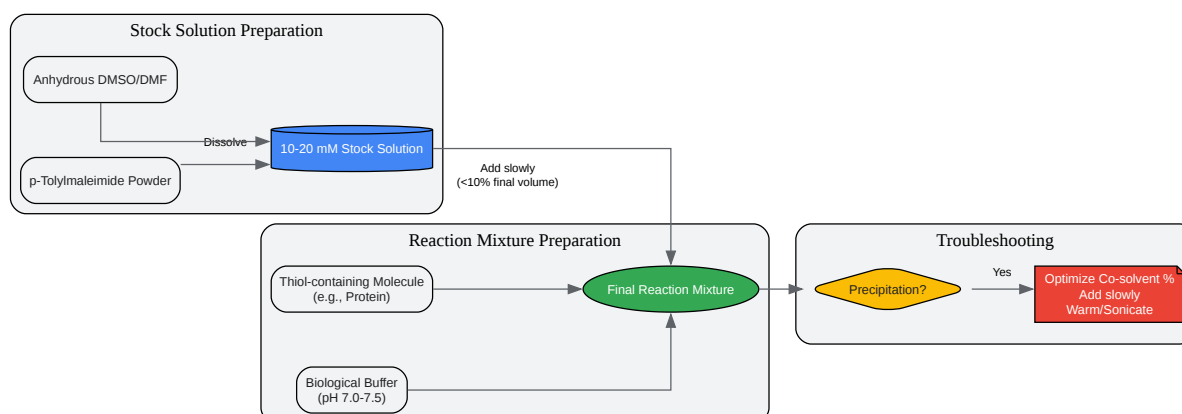 Stock Solution Preparation
Anhydrous DMSO/DMF
Dissolve
10-20 mM Stock Solution
p-Tolylmaleimide Powder
Add slowly
(<10% final volume)
Reaction Mixture Preparation
Thiol-containing Molecule
(e.g., Protein)
Final Reaction Mixture
Biological Buffer
(pH 7.0-7.5)
Troubleshooting
Precipitation?
Yes
Optimize Co-solvent %
Add slowly
Warm/Sonicate